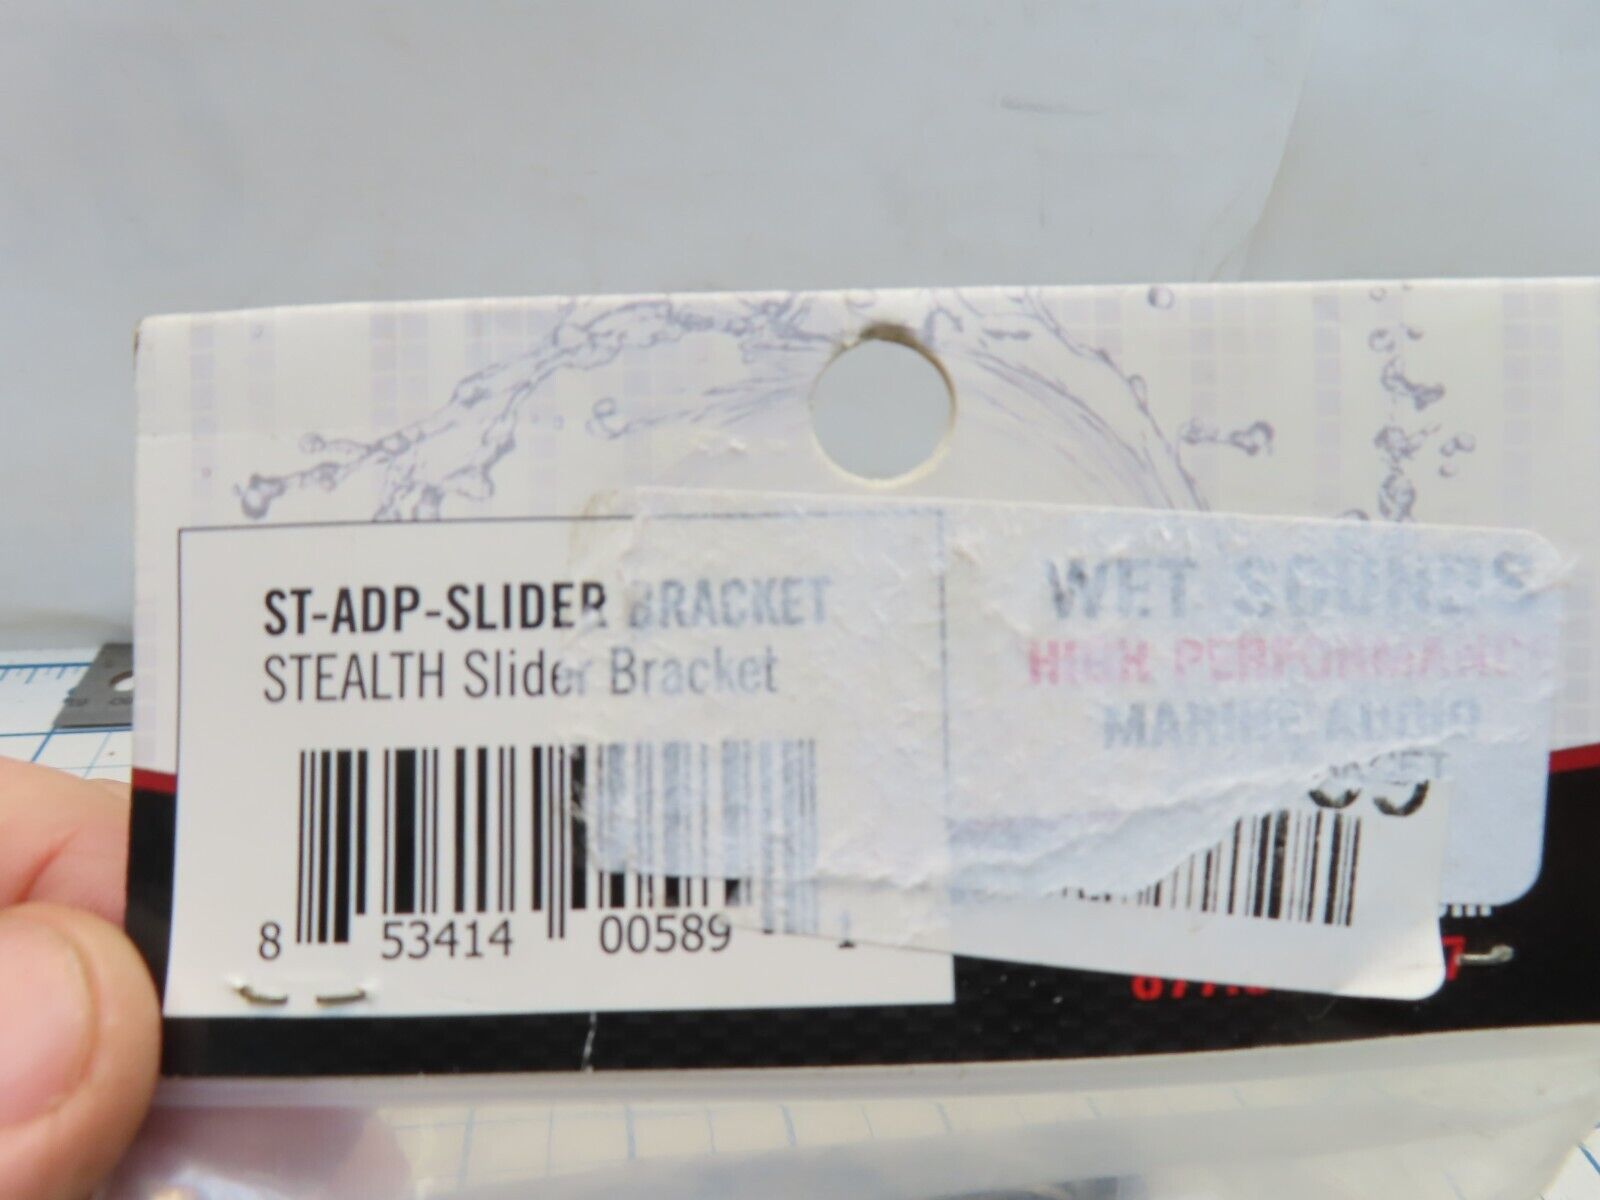 ST-ADP-SLIDER BRACKET
STEALTH Slider Bracket
8 53414 00589 1
WET SOUNDS
HIGH PERFORMANCE
MARINE AUDIO